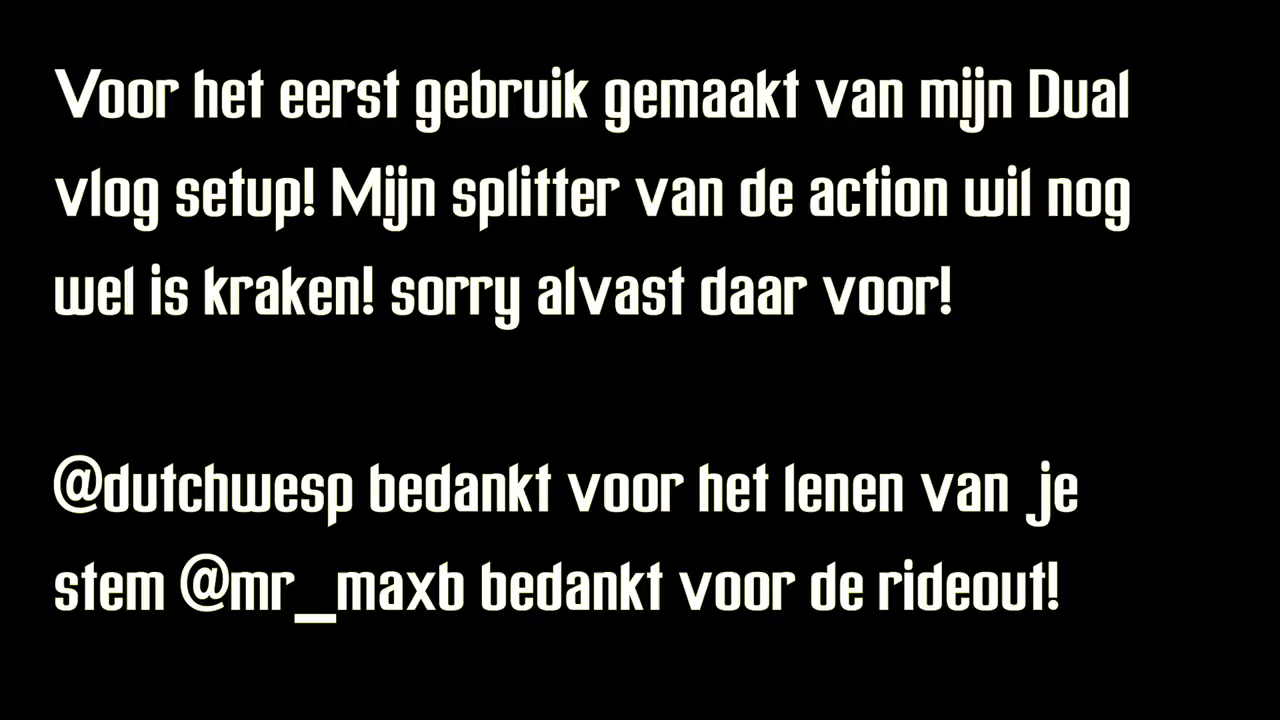 Voor het eerst gebruik gemaakt van mijn Dual
vlog setup! Mijn splitter van de action wil nog
wel is kraken! sorry alvast daar voor!
@dutchwesp bedankt voor het lenen van je
stem @mr_maxb bedankt voor de rideout!